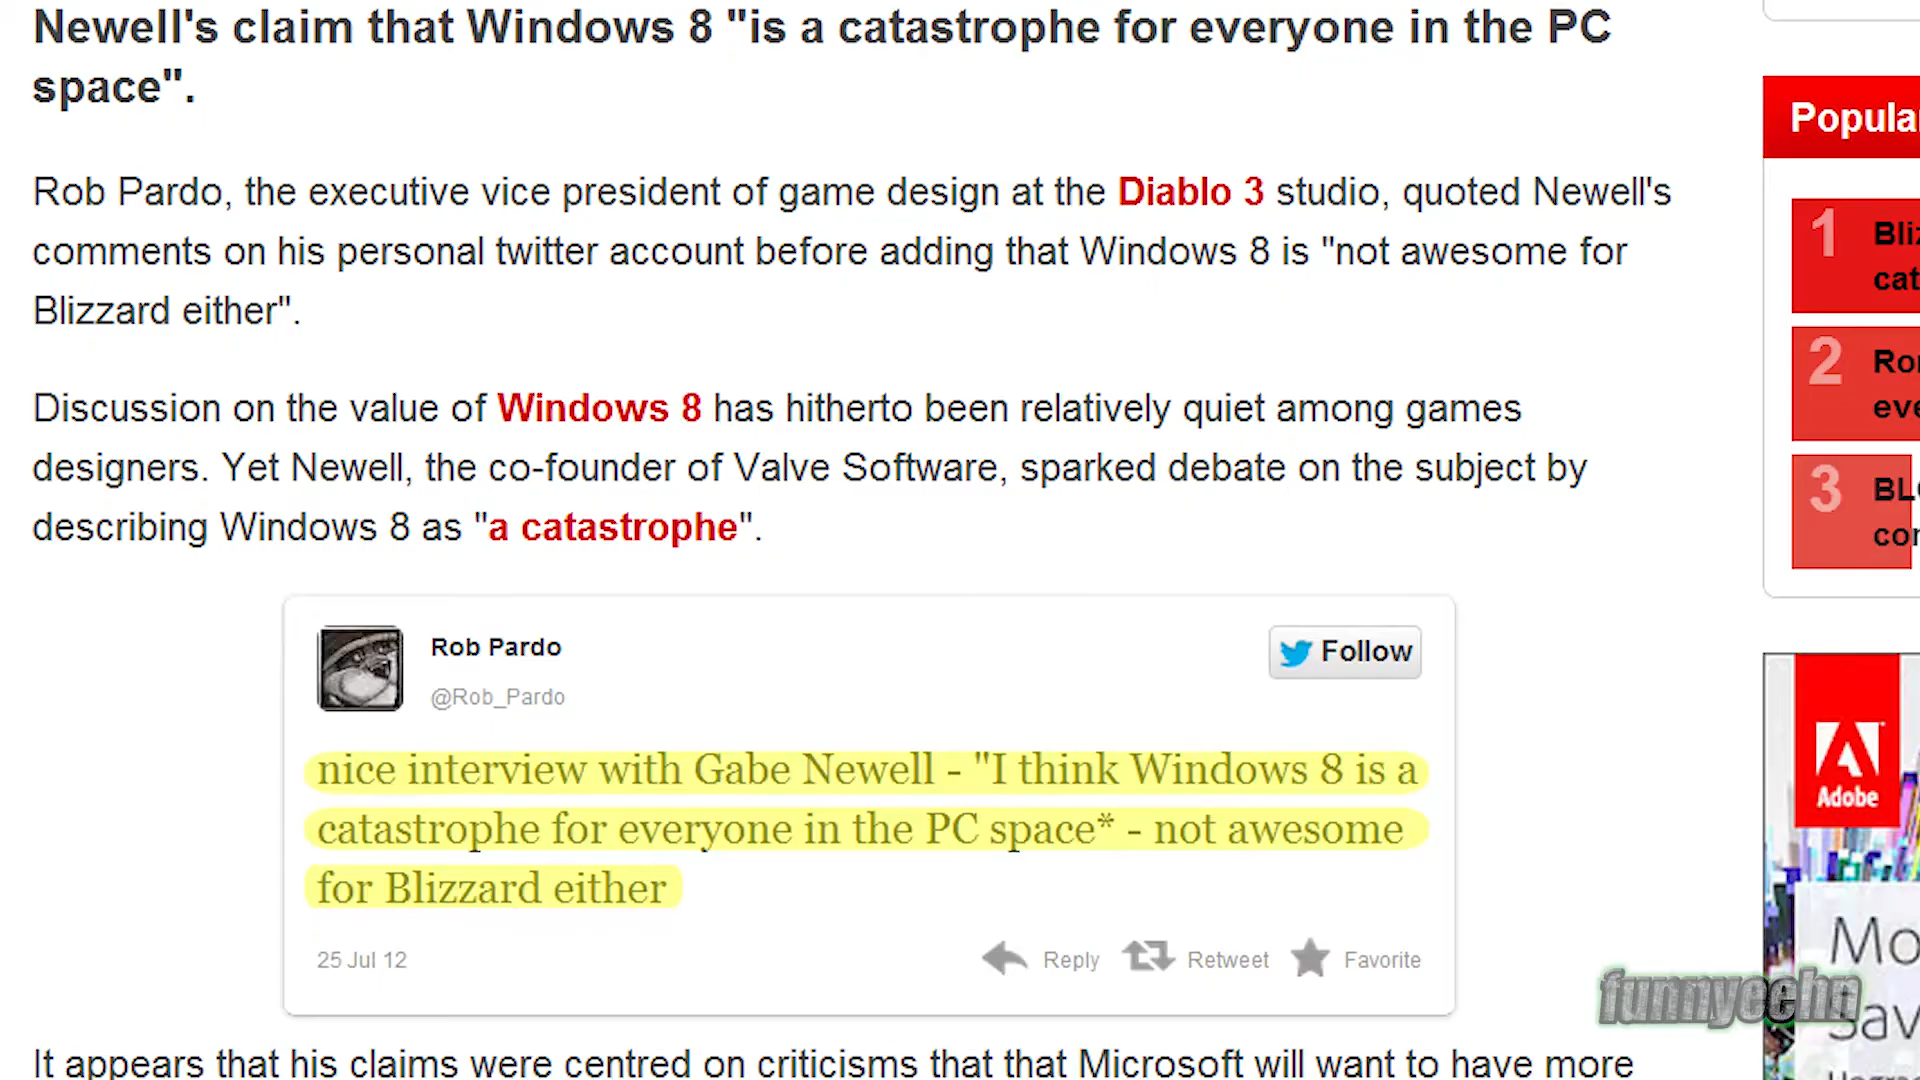 Newell's claim that Windows 8 "is a catastrophe for everyone in the PC
space".
Rob Pardo, the executive vice president of game design at the Diablo 3 studio, quoted Newell's
comments on his personal twitter account before adding that Windows 8 is "not awesome for
Blizzard either".
Discussion on the value of Windows 8 has hitherto been relatively quiet among games
designers. Yet Newell, the co-founder of Valve Software, sparked debate on the subject by
describing Windows 8 as "a catastrophe".
Rob Pardo
@Rob_Pardo
Follow
nice interview with Gabe Newell - "I think Windows 8 is a
catastrophe for everyone in the PC space* - not awesome
for Blizzard either
25 Jul 12
Reply Retweet Favorite
It appears that his claims were centred on criticisms that that Microsoft will want to have more
Popula
1
Bli
cat
2
Ro
eve
3
BL
co
Adobe
Mo
Sav
funnyeehn